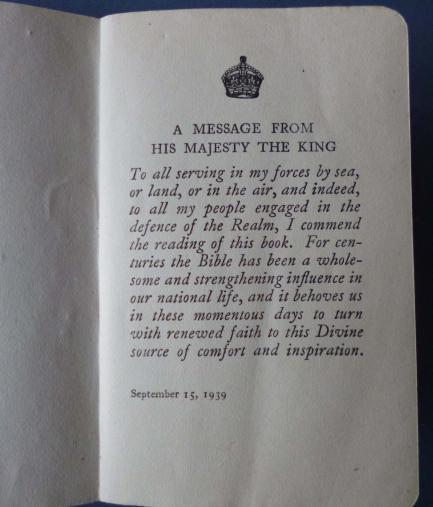 A MESSAGE FROM
HIS MAJESTY THE KING
To all serving in my forces by sea,
or land, or in the air, and indeed,
to all my people engaged in the
defence of the Realm, I commend
the reading of this book. For cen-
turies the Bible has been a whole-
some and strengthening influence in
our national life, and it behoves us
in these momentous days to turn
with renewed faith to this Divine
source of comfort and inspiration.
September 15, 1939